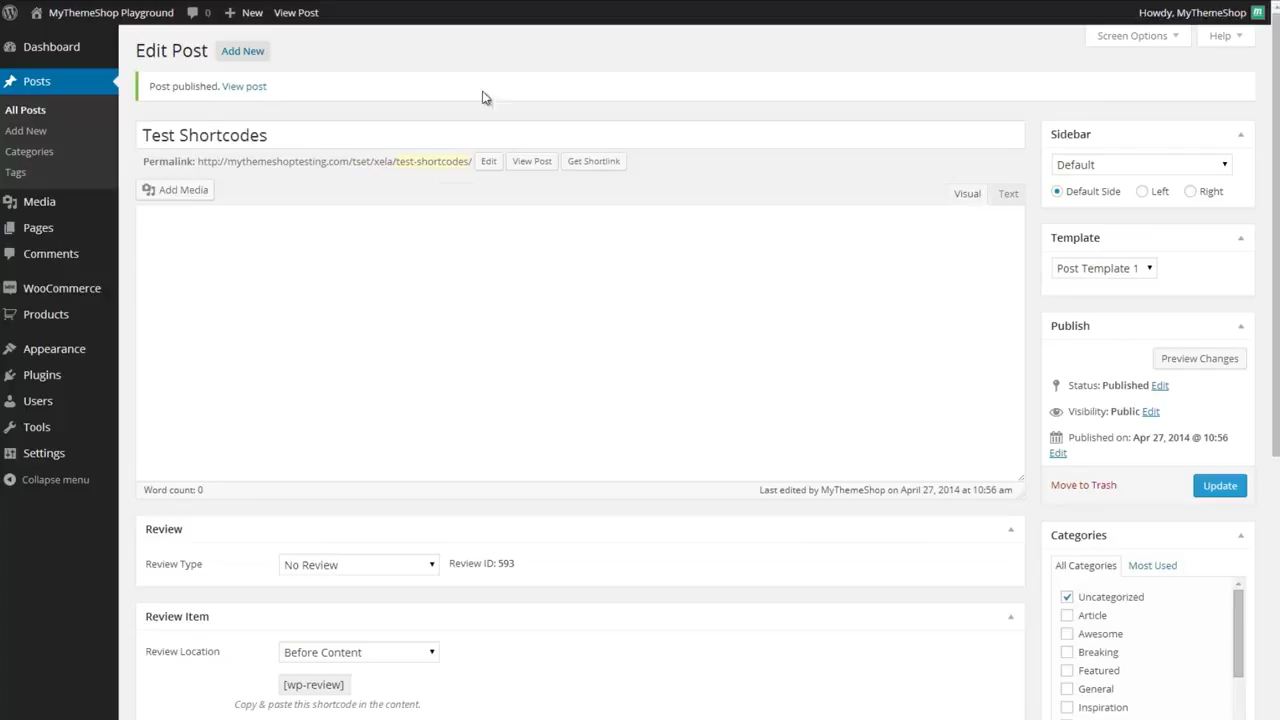 MyThemeShop Playground 0 New View Post Howdy, MyThemeShop m
Screen Options Help
Dashboard
Posts
All Posts
Add New
Categories
Tags
Media
Pages
Comments
WooCommerce
Products
Appearance
Plugins
Users
Tools
Settings
Collapse menu
Edit Post Add New
Post published. View post
Test Shortcodes
Permalink: http://mythemeshoptesting.com/tset/xela/test-shortcodes/ Edit View Post Get Shortlink
Add Media
Visual Text
Word count: 0 Last edited by MyThemeShop on April 27, 2014 at 10:56 am
Review
Review Type No Review Review ID: 593
Review Item
Review Location Before Content
[wp-review]
Copy & paste this shortcode in the content.
Sidebar
Default
Default Side Left Right
Template
Post Template 1
Publish
Preview Changes
Status: Published Edit
Visibility: Public Edit
Published on: Apr 27, 2014 @ 10:56
Edit
Move to Trash Update
Categories
All Categories Most Used
Uncategorized
Article
Awesome
Breaking
Featured
General
Inspiration